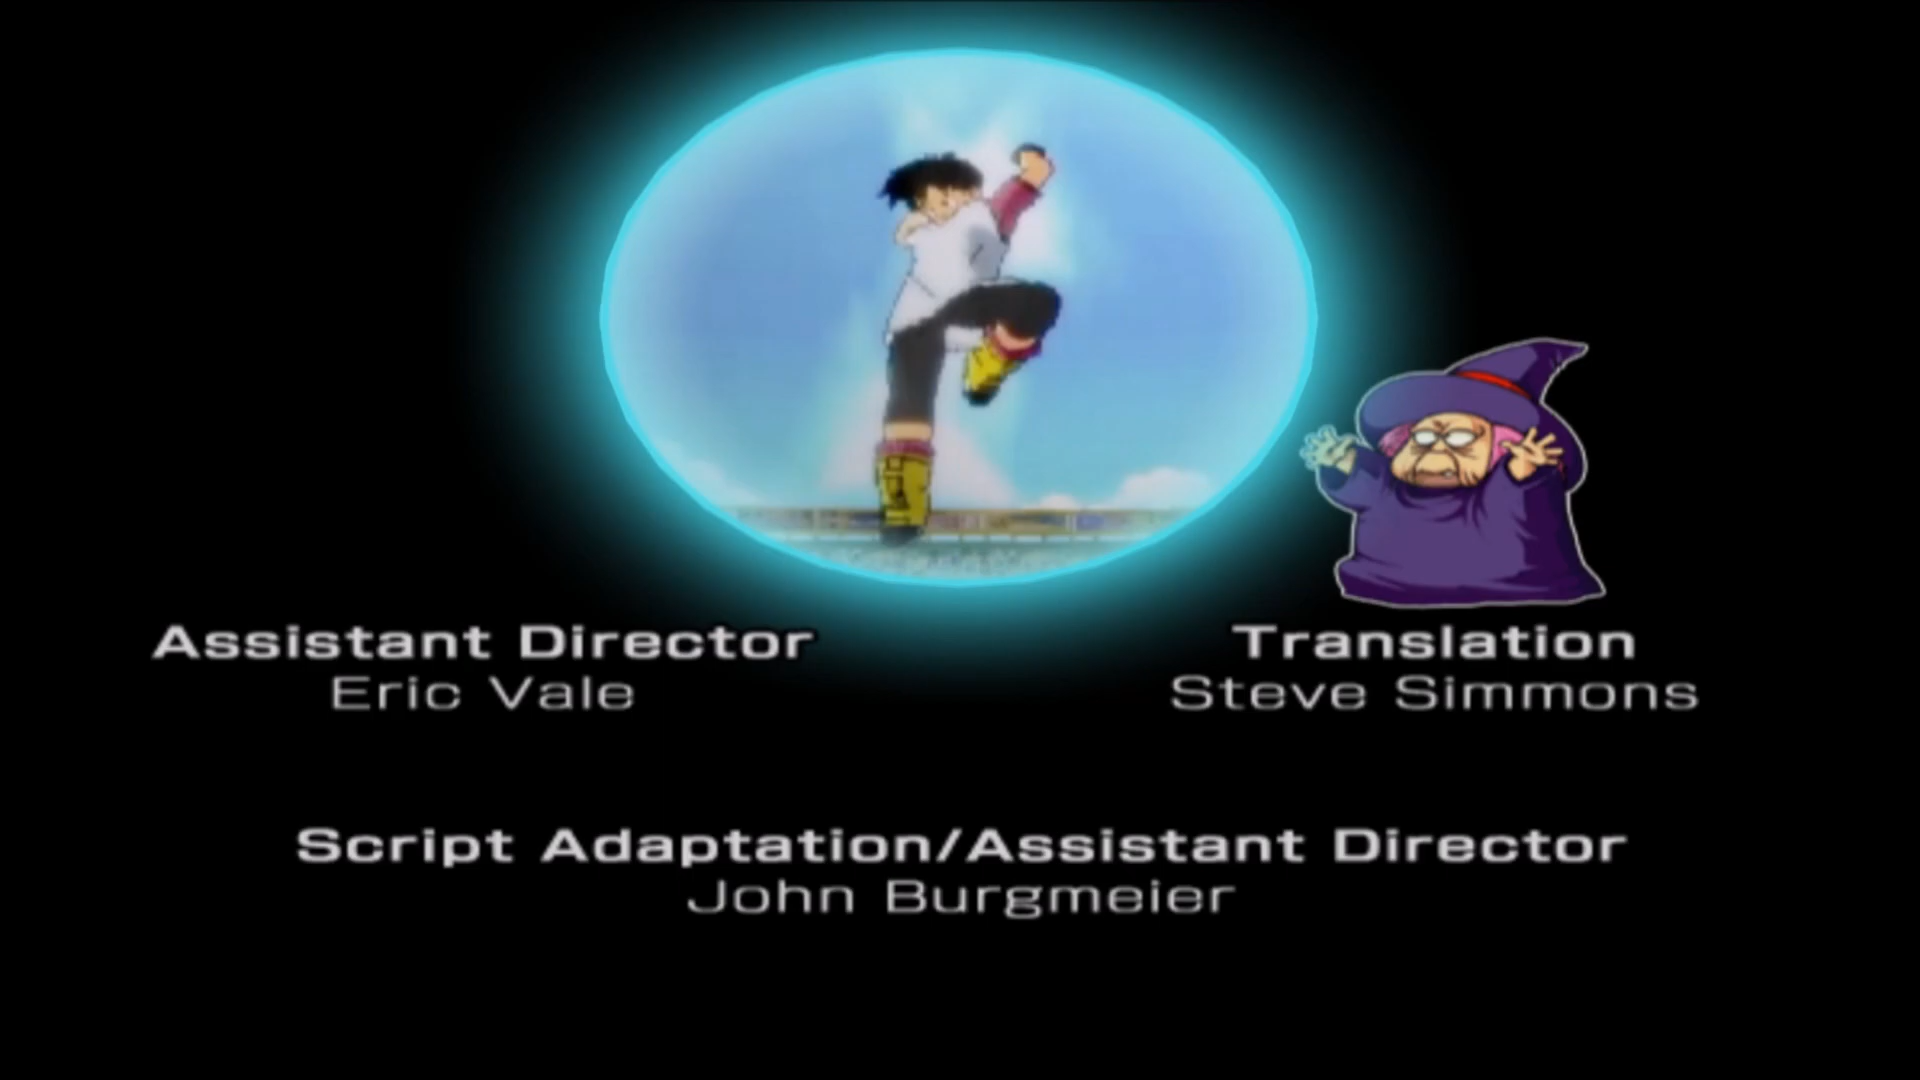 Assistant Director
Eric Vale
Translation
Steve Simmons
Script Adaptation/Assistant Director
John Burgmeier